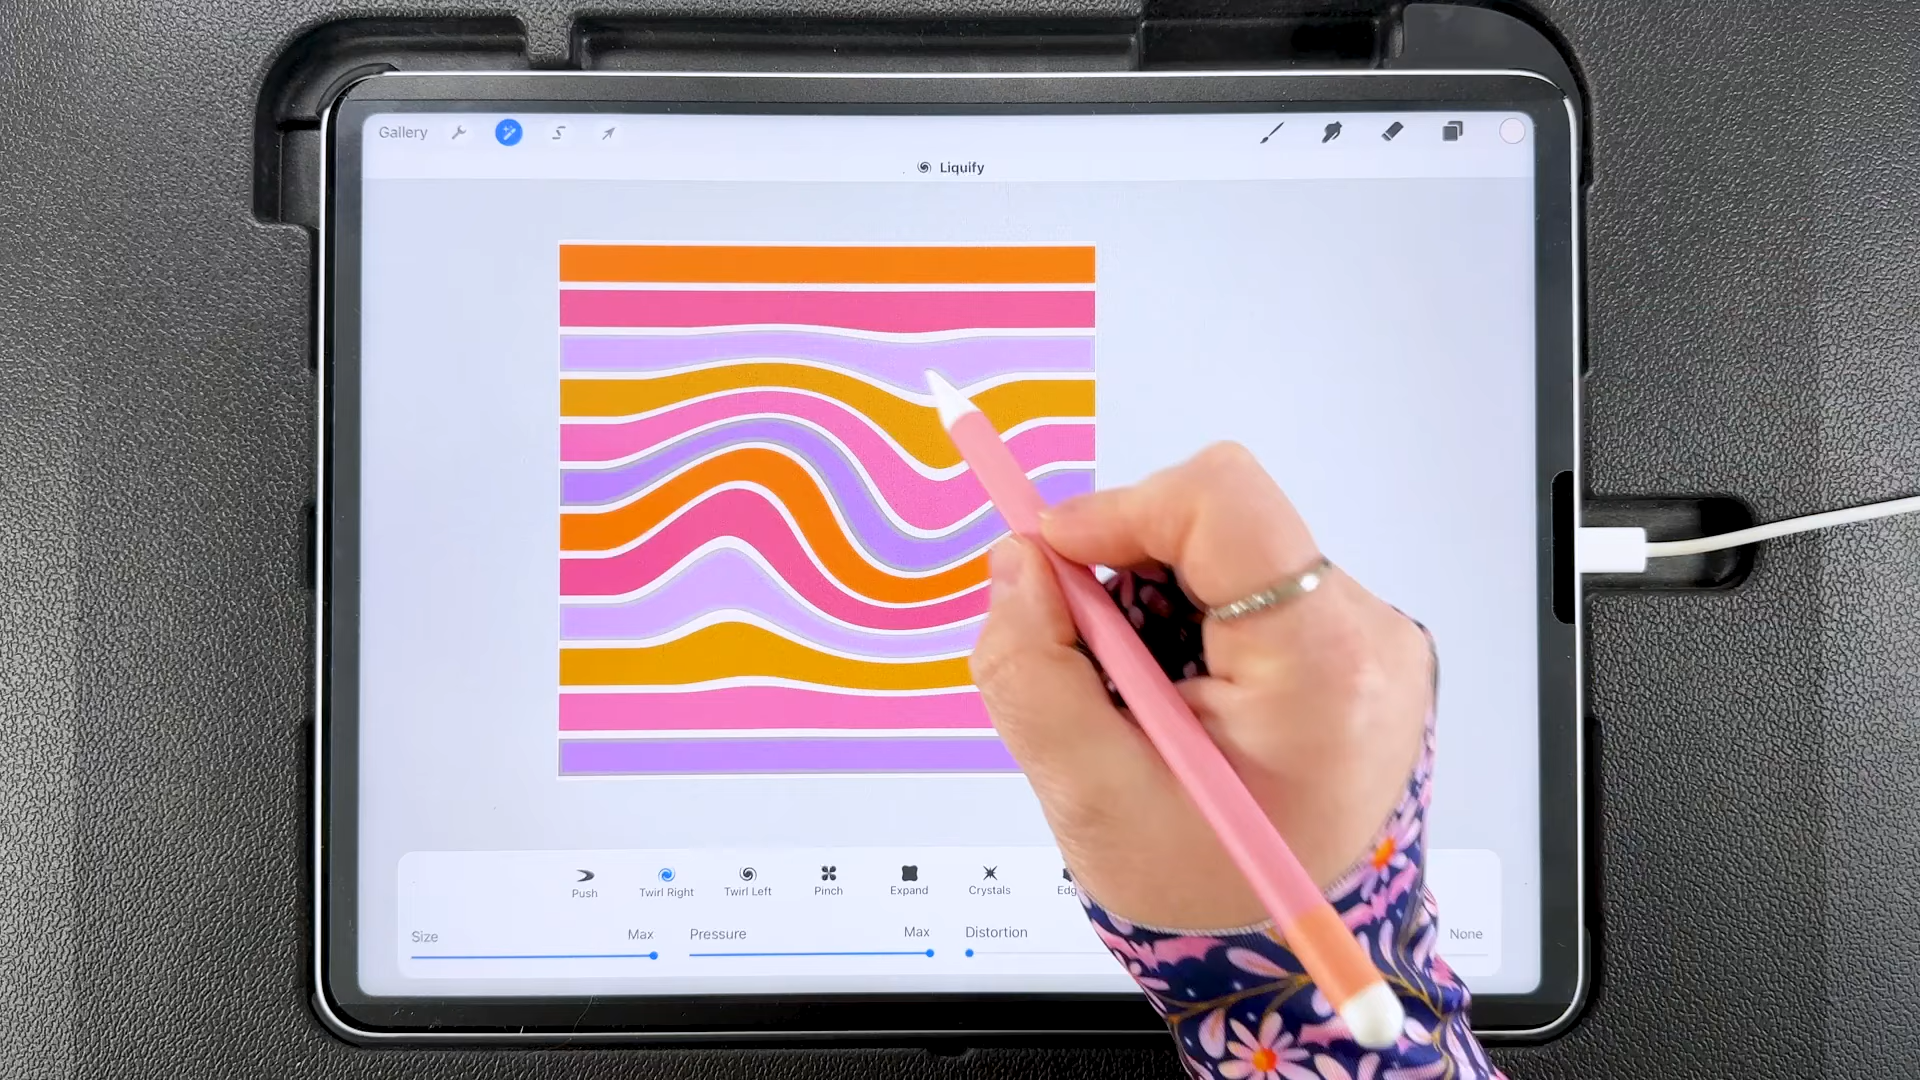 Gallery
Liquify
Push
Twirl Right
Twirl Left
Pinch
Expand
Crystals
Size
Max
Pressure
Max
Distortion
None